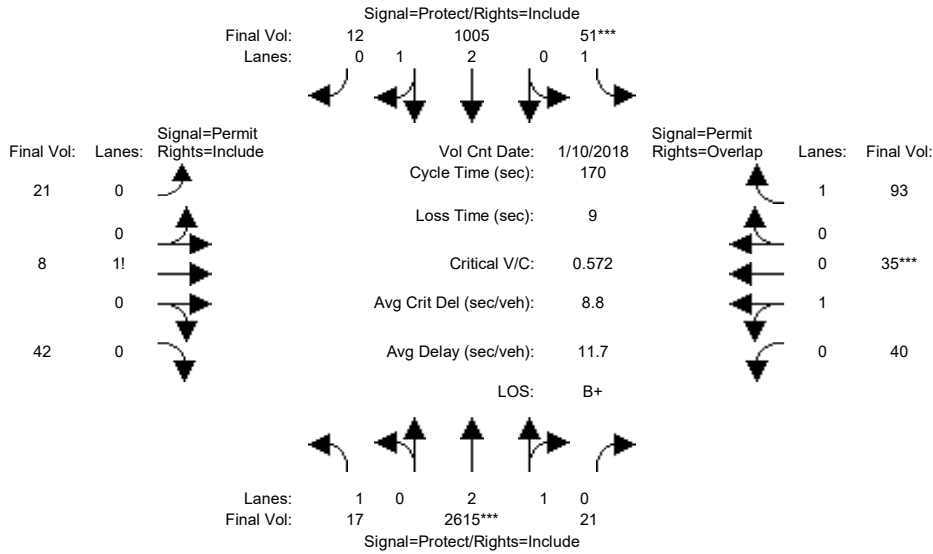 Signal=Protect/Rights=Include
Final Vol: 12 1005 51***
Lanes: 0 1 2 0 1
Signal=Permit
Final Vol: Lanes: Rights=Include
Vol Cnt Date: 1/10/2018
Signal=Permit
Rights=Overlap Lanes: Final Vol:
Cycle Time (sec): 170
21 0
1 93
Loss Time (sec): 9
0
0
8 1!
Critical V/C: 0.572
0 35***
0
Avg Crit Del (sec/veh): 8.8
1
42 0
Avg Delay (sec/veh): 11.7
0 40
LOS: B+
Lanes: 1 0 2 1 0
Final Vol: 17 2615*** 21
Signal=Protect/Rights=Include